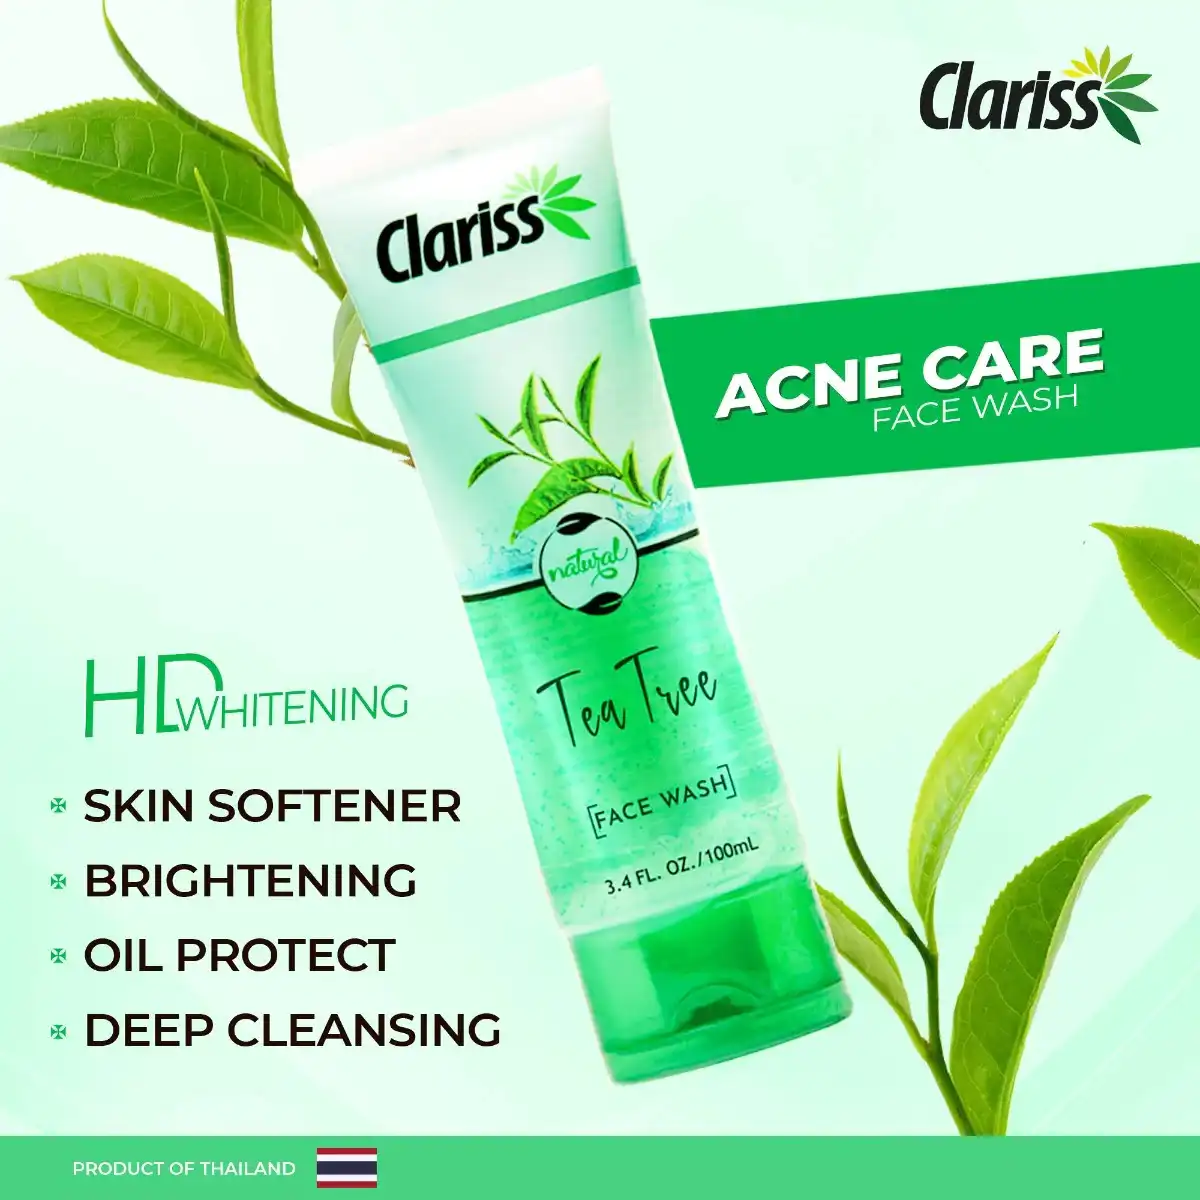 Clariss
Clariss
ACNE CARE
FACE WASH
natural
Tea Tree
[FACE WASH]
3.4 FL. OZ./100mL
HD WHITENING
SKIN SOFTENER
BRIGHTENING
OIL PROTECT
DEEP CLEANSING
PRODUCT OF THAILAND